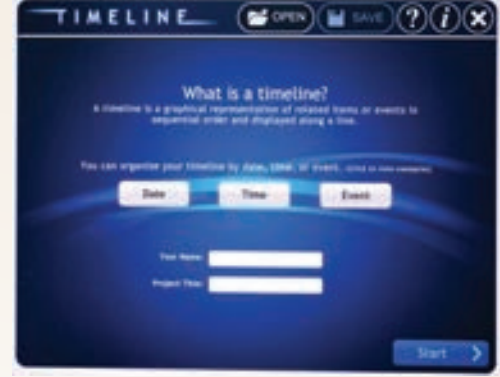 TIMELINE OPEN SAVE ? i X
What is a timeline?
A timeline is a graphical representation of related items or events in
sequential order and displayed along a line.
You can organize your timeline by date, time, or event.
Date Time Event
Your Name:
Project Title:
Start